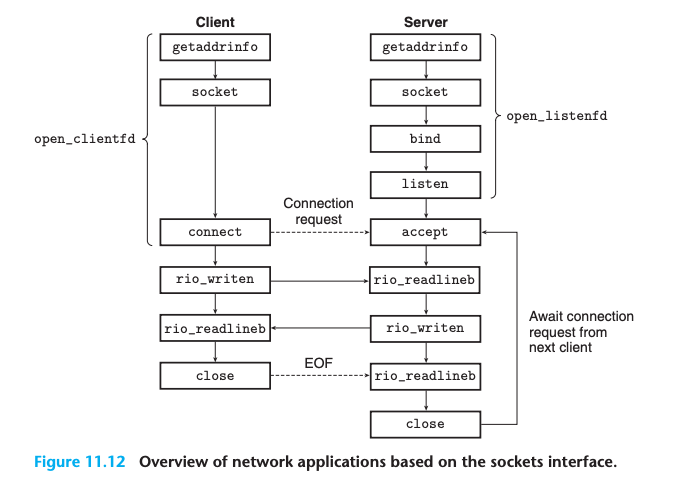 Client
Server
getaddrinfo
getaddrinfo
socket
socket
open_clientfd
open_listenfd
bind
listen
Connection
request
connect
accept
rio_writen
rio_readlineb
Await connection
request from
next client
rio_readlineb
rio_writen
EOF
close
rio_readlineb
close
Figure 11.12 Overview of network applications based on the sockets interface.